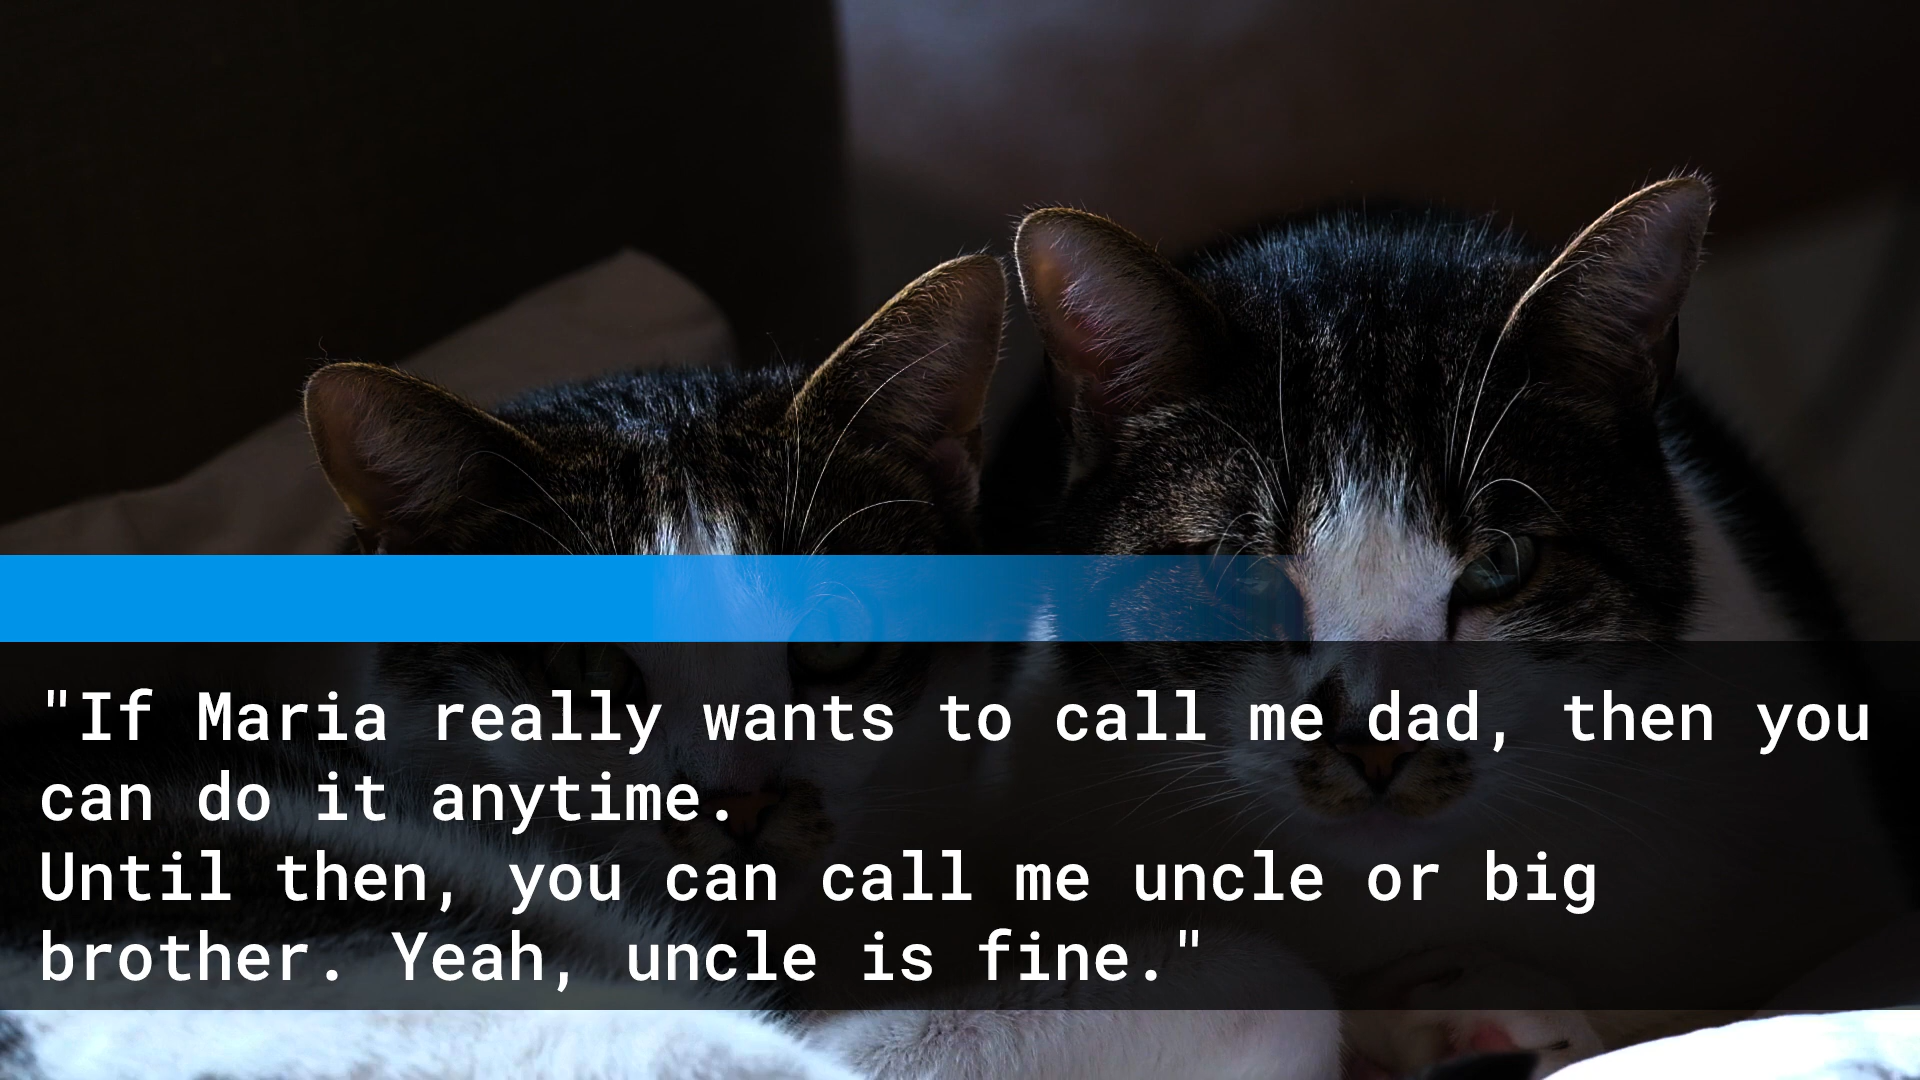 "If Maria really wants to call me dad, then you
can do it anytime.
Until then, you can call me uncle or big
brother. Yeah, uncle is fine."